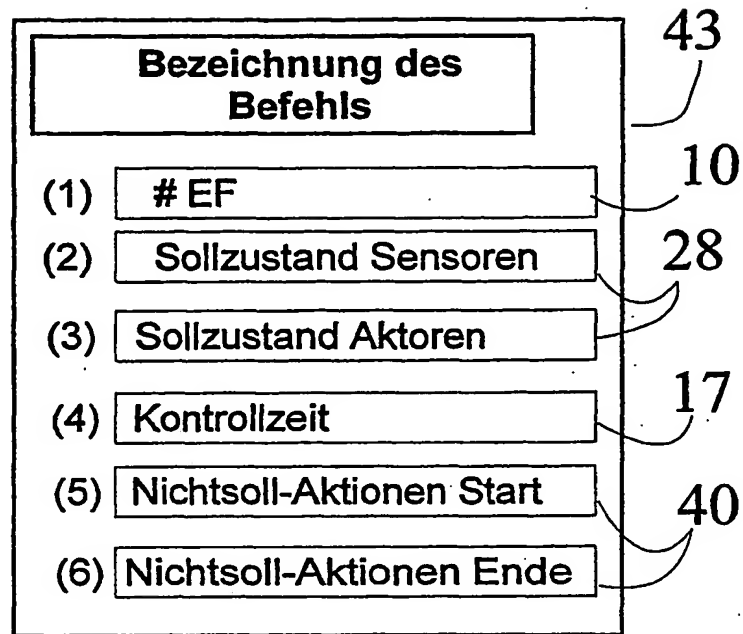 43
Bezeichnung des
Befehls
10
(1) # EF
(2) Sollzustand Sensoren
28
(3) Sollzustand Aktoren
17
(4) Kontrollzeit
(5) Nichtsoll-Aktionen Start
40
(6) Nichtsoll-Aktionen Ende